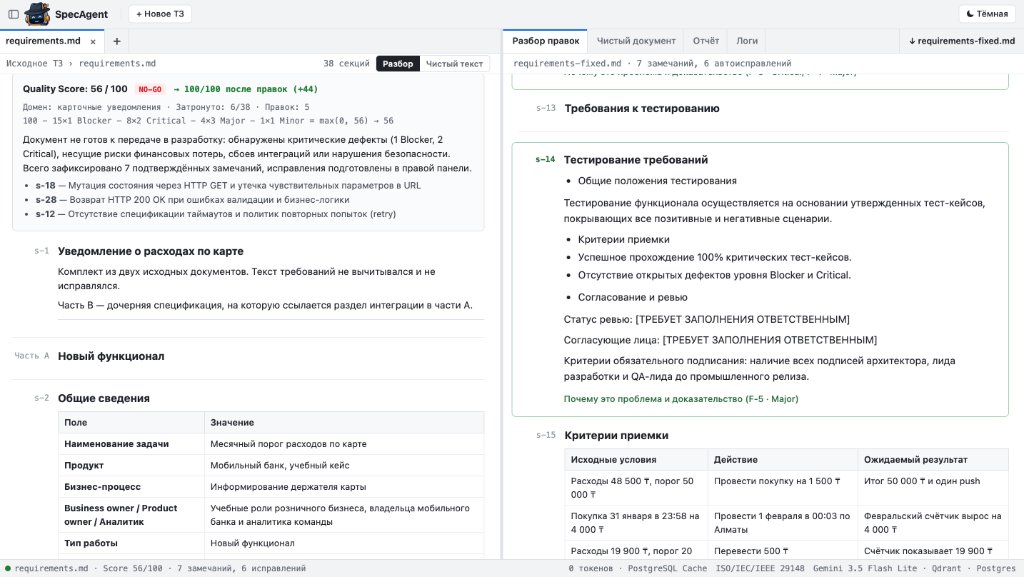 SpecAgent
+ Новое ТЗ
Тёмная
requirements.md ×
+
Исходное ТЗ › requirements.md
38 секций
Разбор
Чистый текст
Quality Score: 56 / 100 NO-GO → 100/100 после правок (+44)
Домен: карточные уведомления · Затронуто: 6/38 · Правок: 5
100 − 15×1 Blocker − 8×2 Critical − 4×3 Major − 1×1 Minor = max(0, 56) → 56
Документ не готов к передаче в разработку: обнаружены критические дефекты (1 Blocker, 2
Critical), несущие риски финансовых потерь, сбоев интеграций или нарушения безопасности.
Всего зафиксировано 7 подтверждённых замечаний, исправления подготовлены в правой панели.
• s-18 — Мутация состояния через HTTP GET и утечка чувствительных параметров в URL
• s-28 — Возврат HTTP 200 OK при ошибках валидации и бизнес-логики
• s-12 — Отсутствие спецификации таймаутов и политик повторных попыток (retry)
s-1 Уведомление о расходах по карте
Комплект из двух исходных документов. Текст требований не вычитывался и не
исправлялся.
Часть B — дочерняя спецификация, на которую ссылается раздел интеграции в части A.
Часть A Новый функционал
s-2 Общие сведения
Поле Значение
Наименование задачи Месячный порог расходов по карте
Продукт Мобильный банк, учебный кейс
Бизнес-процесс Информирование держателя карты
Business owner / Product
owner / Аналитик
Учебные роли розничного бизнеса, владельца мобильного
банка и аналитика команды
Тип работы Новый функционал
Разбор правок
Чистый документ
Отчёт
Логи
↓ requirements-fixed.md
requirements-fixed.md · 7 замечаний, 6 автоисправлений
s-13 Требования к тестированию
s-14 Тестирование требований
• Общие положения тестирования
Тестирование функционала осуществляется на основании утвержденных тест-кейсов,
покрывающих все позитивные и негативные сценарии.
• Критерии приемки
• Успешное прохождение 100% критических тест-кейсов.
• Отсутствие открытых дефектов уровня Blocker и Critical.
• Согласование и ревью
Статус ревью: [ТРЕБУЕТ ЗАПОЛНЕНИЯ ОТВЕТСТВЕННЫМ]
Согласующие лица: [ТРЕБУЕТ ЗАПОЛНЕНИЯ ОТВЕТСТВЕННЫМ]
Критерии обязательного подписания: наличие всех подписей архитектора, лида
разработки и QA-лида до промышленного релиза.
Почему это проблема и доказательство (F-5 · Major)
s-15 Критерии приемки
Исходные условия Действие Ожидаемый результат
Расходы 48 500 ₸, порог 50
000 ₸
Провести покупку на 1 500 ₸
Итог 50 000 ₸ и один push
Покупка 31 января в 23:58 на
4 000 ₸
Провести 1 февраля в 00:03 по
Алматы
Февральский счётчик вырос на
4 000 ₸
Расходы 19 900 ₸, порог 20
Перевести 500 ₸
Счётчик показывает 19 900 ₸
requirements.md · Score 56/100 · 7 замечаний, 6 исправлений
0 токенов · PostgreSQL Cache ISO/IEC/IEEE 29148 Gemini 3.5 Flash Lite · Qdrant · Postgres